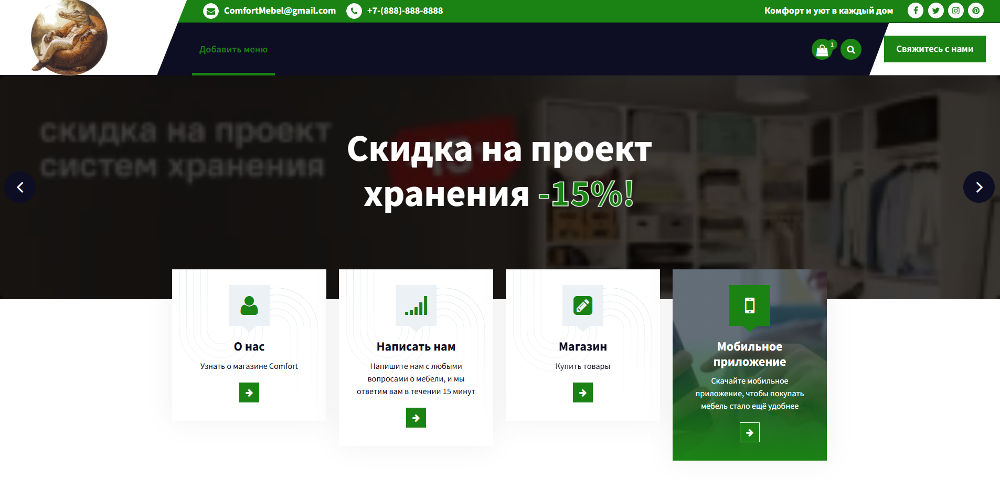 ComfortMebel@gmail.com +7-(888)-888-8888 Комфорт и уют в каждый дом
Добавить меню
1
Свяжитесь с нами
скидка на проект
систем хранения
Скидка на проект
хранения -15%!
О нас
Узнать о магазине Comfort
Написать нам
Напишите нам с любыми
вопросами о мебели, и мы
ответим вам в течении 15 минут
Магазин
Купить товары
Мобильное
приложение
Скачайте мобильное
приложение, чтобы покупать
мебель стало ещё удобнее